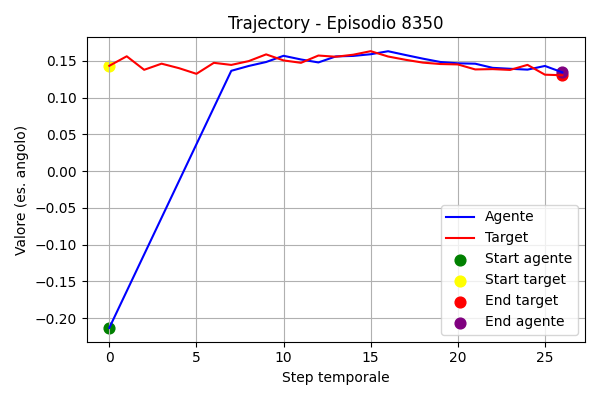 Trajectory - Episodio 8350
Valore (es. angolo)
0.15
0.10
0.05
0.00
−0.05
−0.10
−0.15
−0.20
Agente
Target
Start agente
Start target
End target
End agente
0 5 10 15 20 25
Step temporale